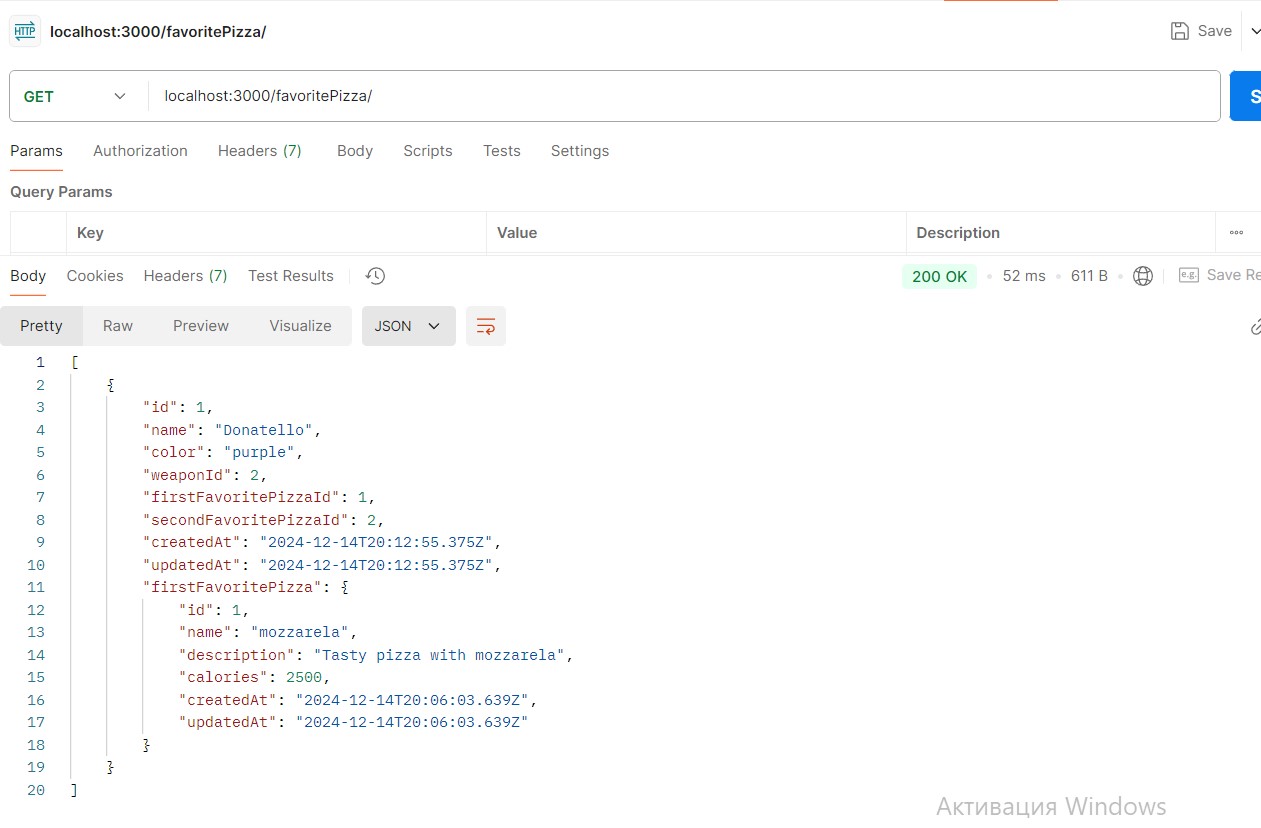 HTTP localhost:3000/favoritePizza/ Save
GET localhost:3000/favoritePizza/ S
Params Authorization Headers (7) Body Scripts Tests Settings
Query Params
Key Value Description
Body Cookies Headers (7) Test Results 200 OK 52 ms 611 B e.g. Save Re
Pretty Raw Preview Visualize JSON
1 [
2 {
3 "id": 1,
4 "name": "Donatello",
5 "color": "purple",
6 "weaponId": 2,
7 "firstFavoritePizzaId": 1,
8 "secondFavoritePizzaId": 2,
9 "createdAt": "2024-12-14T20:12:55.375Z",
10 "updatedAt": "2024-12-14T20:12:55.375Z",
11 "firstFavoritePizza": {
12 "id": 1,
13 "name": "mozzarela",
14 "description": "Tasty pizza with mozzarela",
15 "calories": 2500,
16 "createdAt": "2024-12-14T20:06:03.639Z",
17 "updatedAt": "2024-12-14T20:06:03.639Z"
18 }
19 }
20 ]
Активация Windows